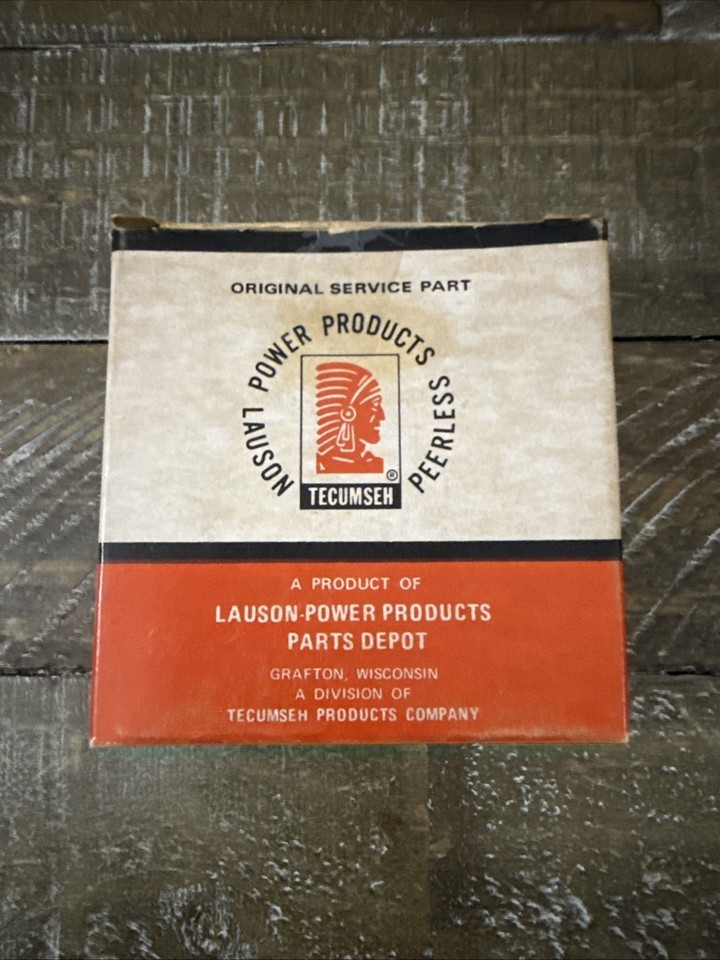 ORIGINAL SERVICE PART
LAUSON POWER PRODUCTS PEERLESS
®
TECUMSEH
A PRODUCT OF
LAUSON-POWER PRODUCTS
PARTS DEPOT
GRAFTON, WISCONSIN
A DIVISION OF
TECUMSEH PRODUCTS COMPANY